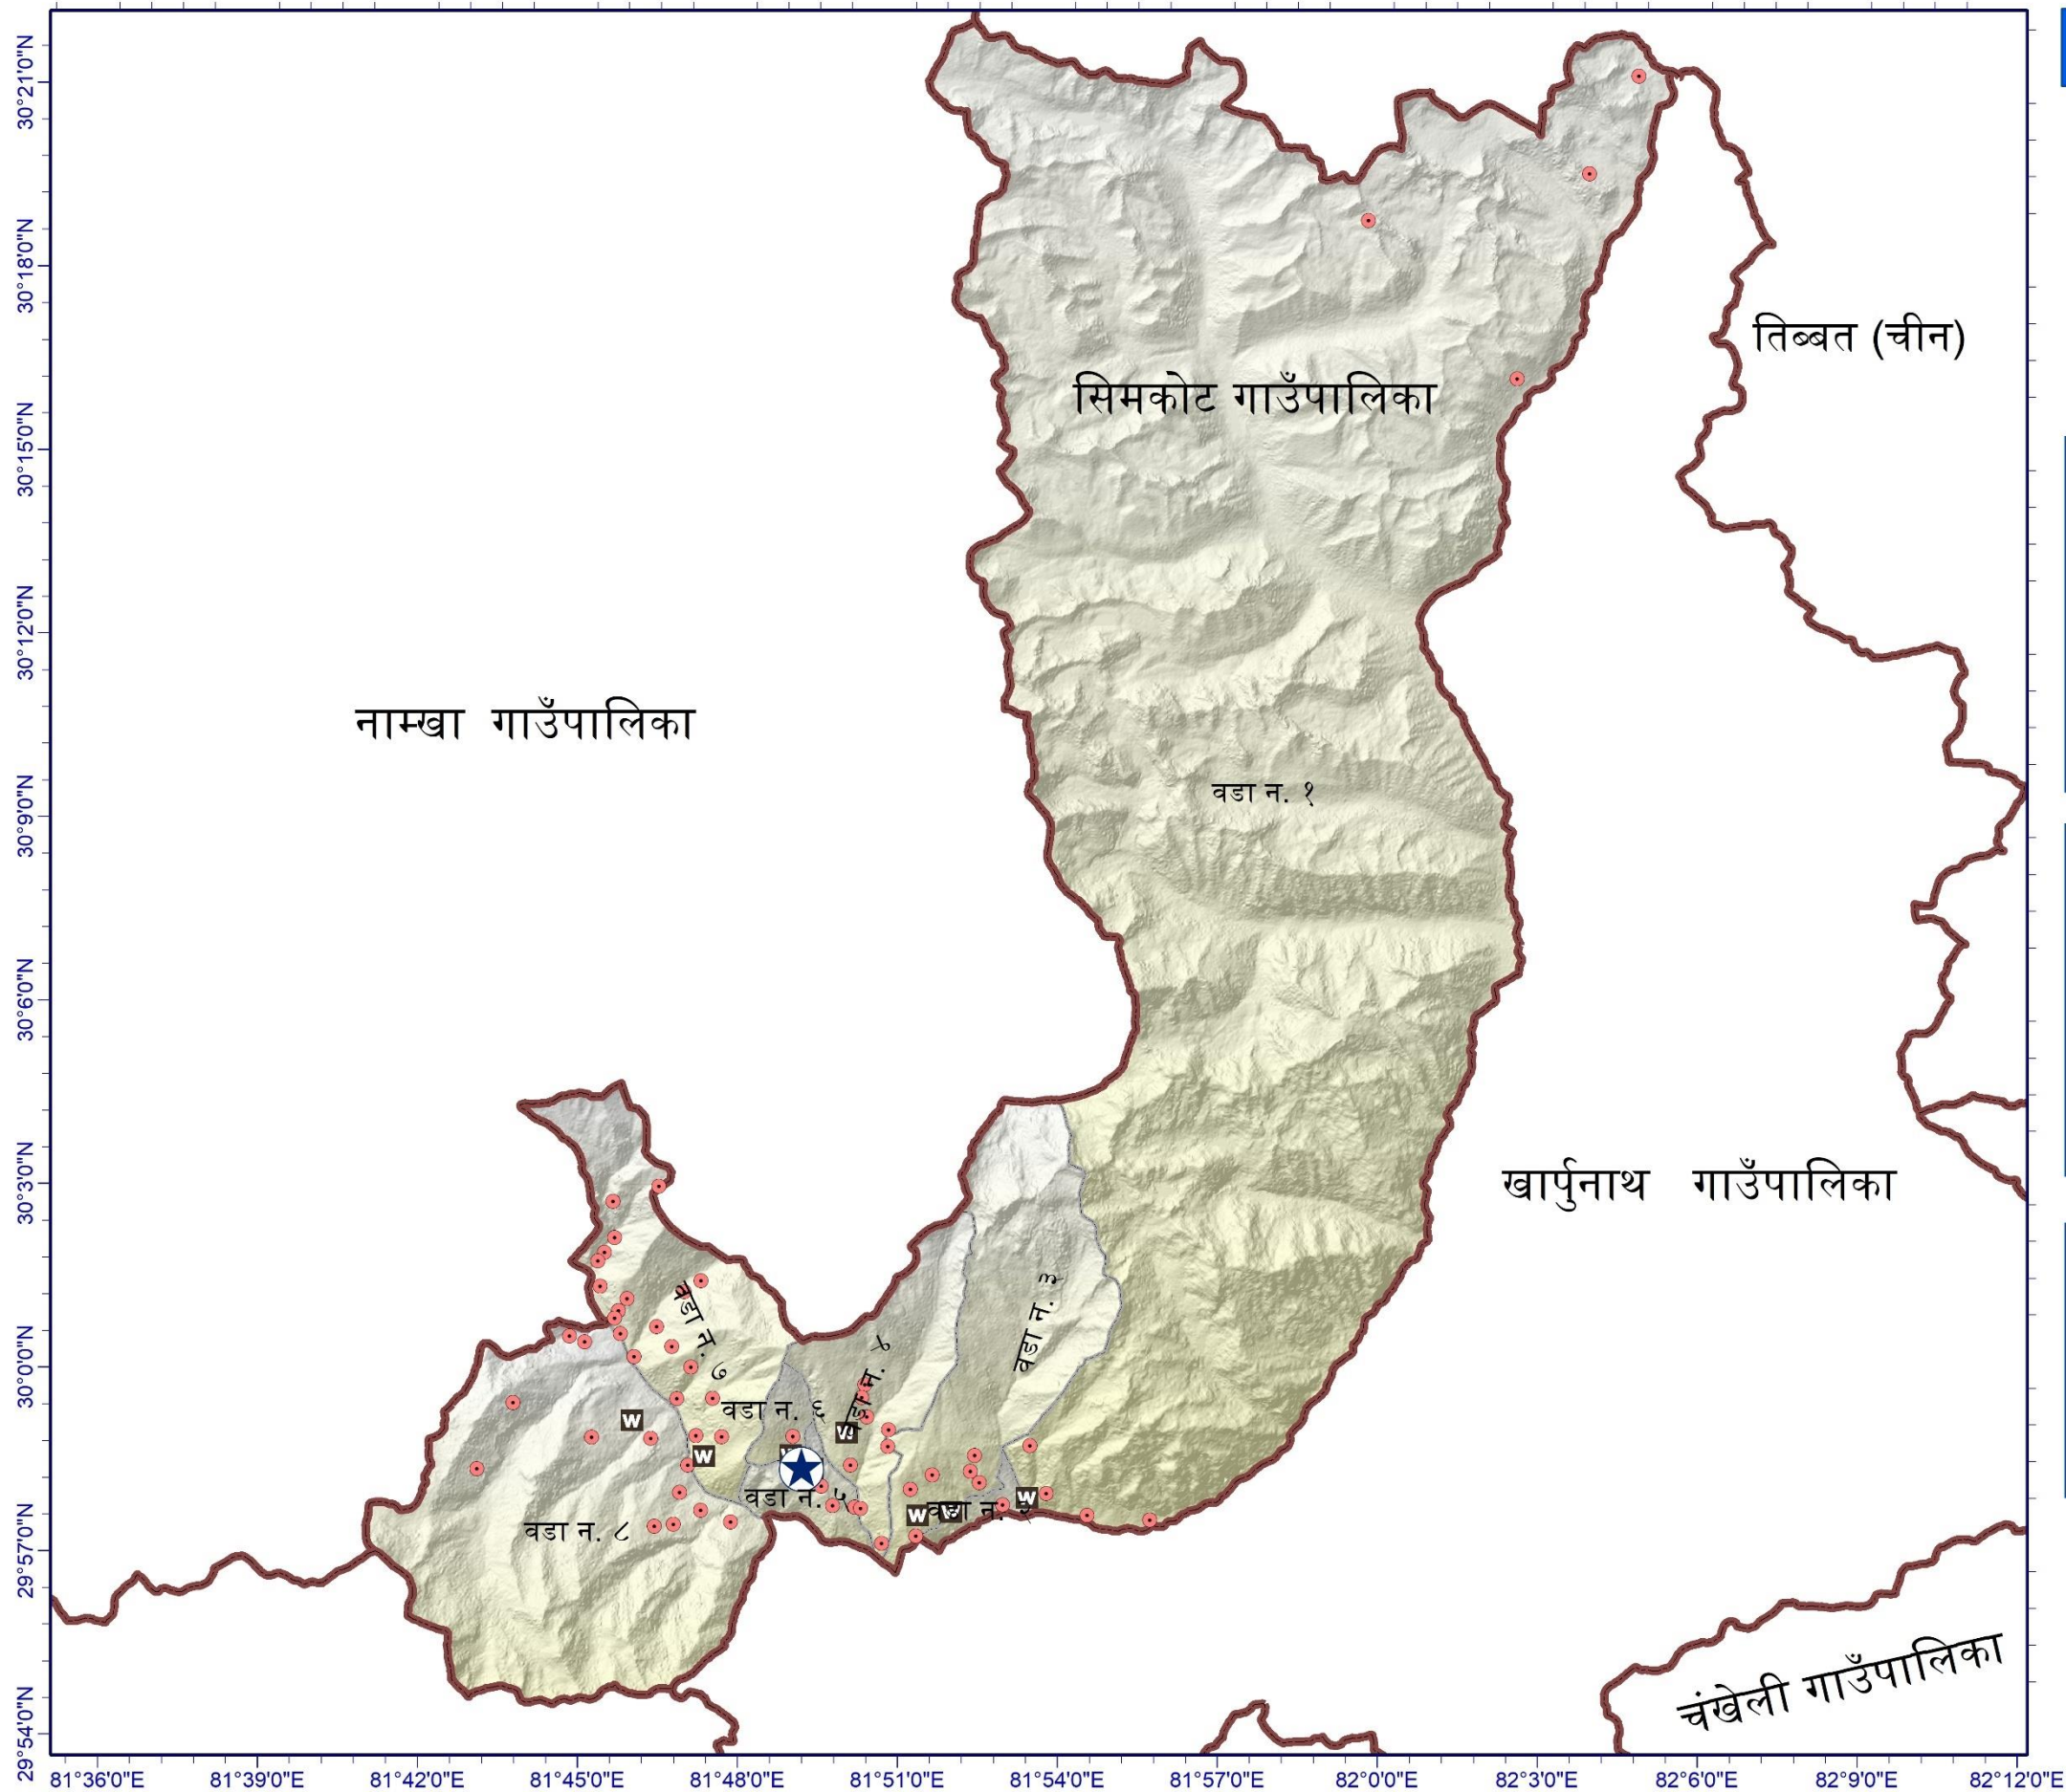 30°21'0"N
30°18'0"N
30°15'0"N
30°12'0"N
30°9'0"N
30°6'0"N
30°3'0"N
30°0'0"N
29°57'0"N
29°54'0"N
तिब्बत (चीन)
सिमकोट गाउँपालिका
नाम्खा गाउँपालिका
वडा न. १
खार्पुनाथ गाउँपालिका
वडा न. ३
वडा न. ७
वडा न. ४
वडा न. ६
W
W
W
W
वडा न. ५
W
W
W
वडा न. २
वडा न. ८
चंखेली गाउँपालिका
81°36'0"E 81°39'0"E 81°42'0"E 81°45'0"E 81°48'0"E 81°51'0"E 81°54'0"E 81°57'0"E 82°0'0"E 82°3'0"E 82°6'0"E 82°9'0"E 82°12'0"E